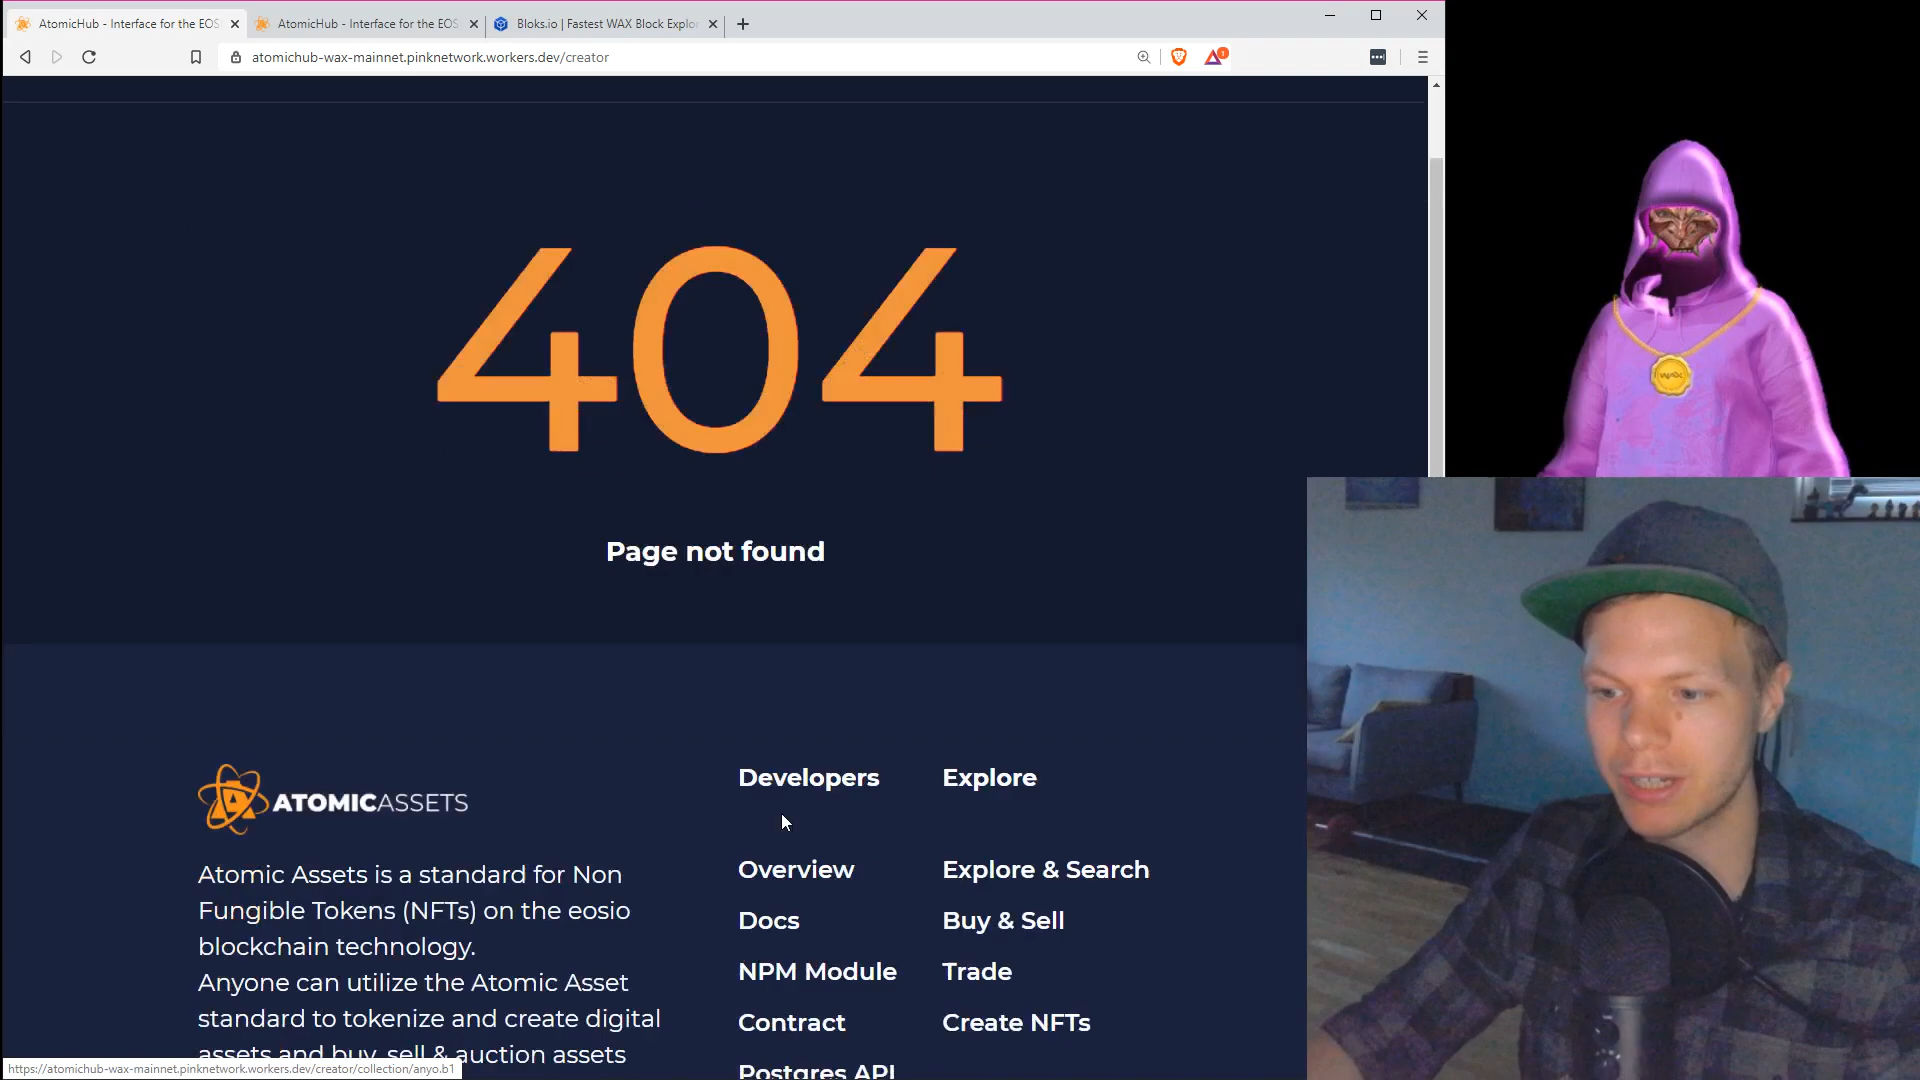 AtomicHub - Interface for the EOS
AtomicHub - Interface for the EOS
Bloks.io | Fastest WAX Block Explor
atomichub-wax-mainnet.pinknetwork.workers.dev/creator
1
404
Page not found
WAX
ATOMICASSETS
Atomic Assets is a standard for Non
Fungible Tokens (NFTs) on the eosio
blockchain technology.
Anyone can utilize the Atomic Asset
standard to tokenize and create digital
assets and buy, sell & auction assets
Developers
Overview
Docs
NPM Module
Contract
Postgres API
Explore
Explore & Search
Buy & Sell
Trade
Create NFTs
https://atomichub-wax-mainnet.pinknetwork.workers.dev/creator/collection/anyo.b1